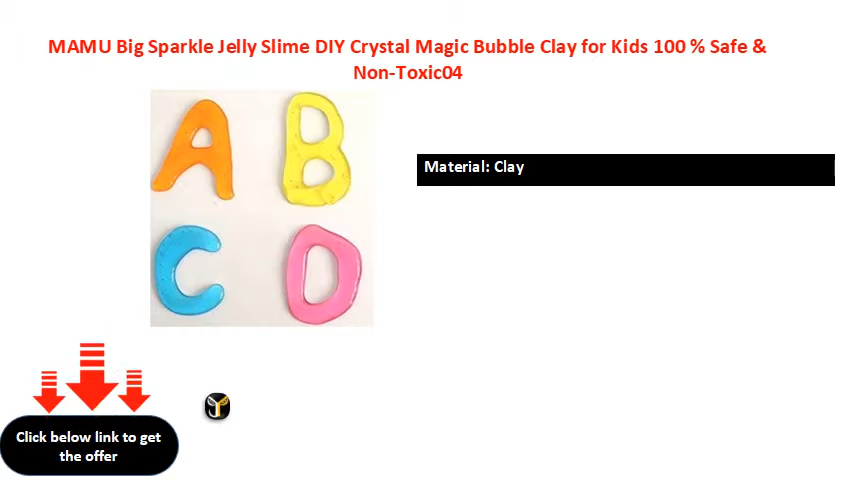 MAMU Big Sparkle Jelly Slime DIY Crystal Magic Bubble Clay for Kids 100 % Safe &
Non-Toxic04
A B
C D
Material: Clay
Click below link to get
the offer